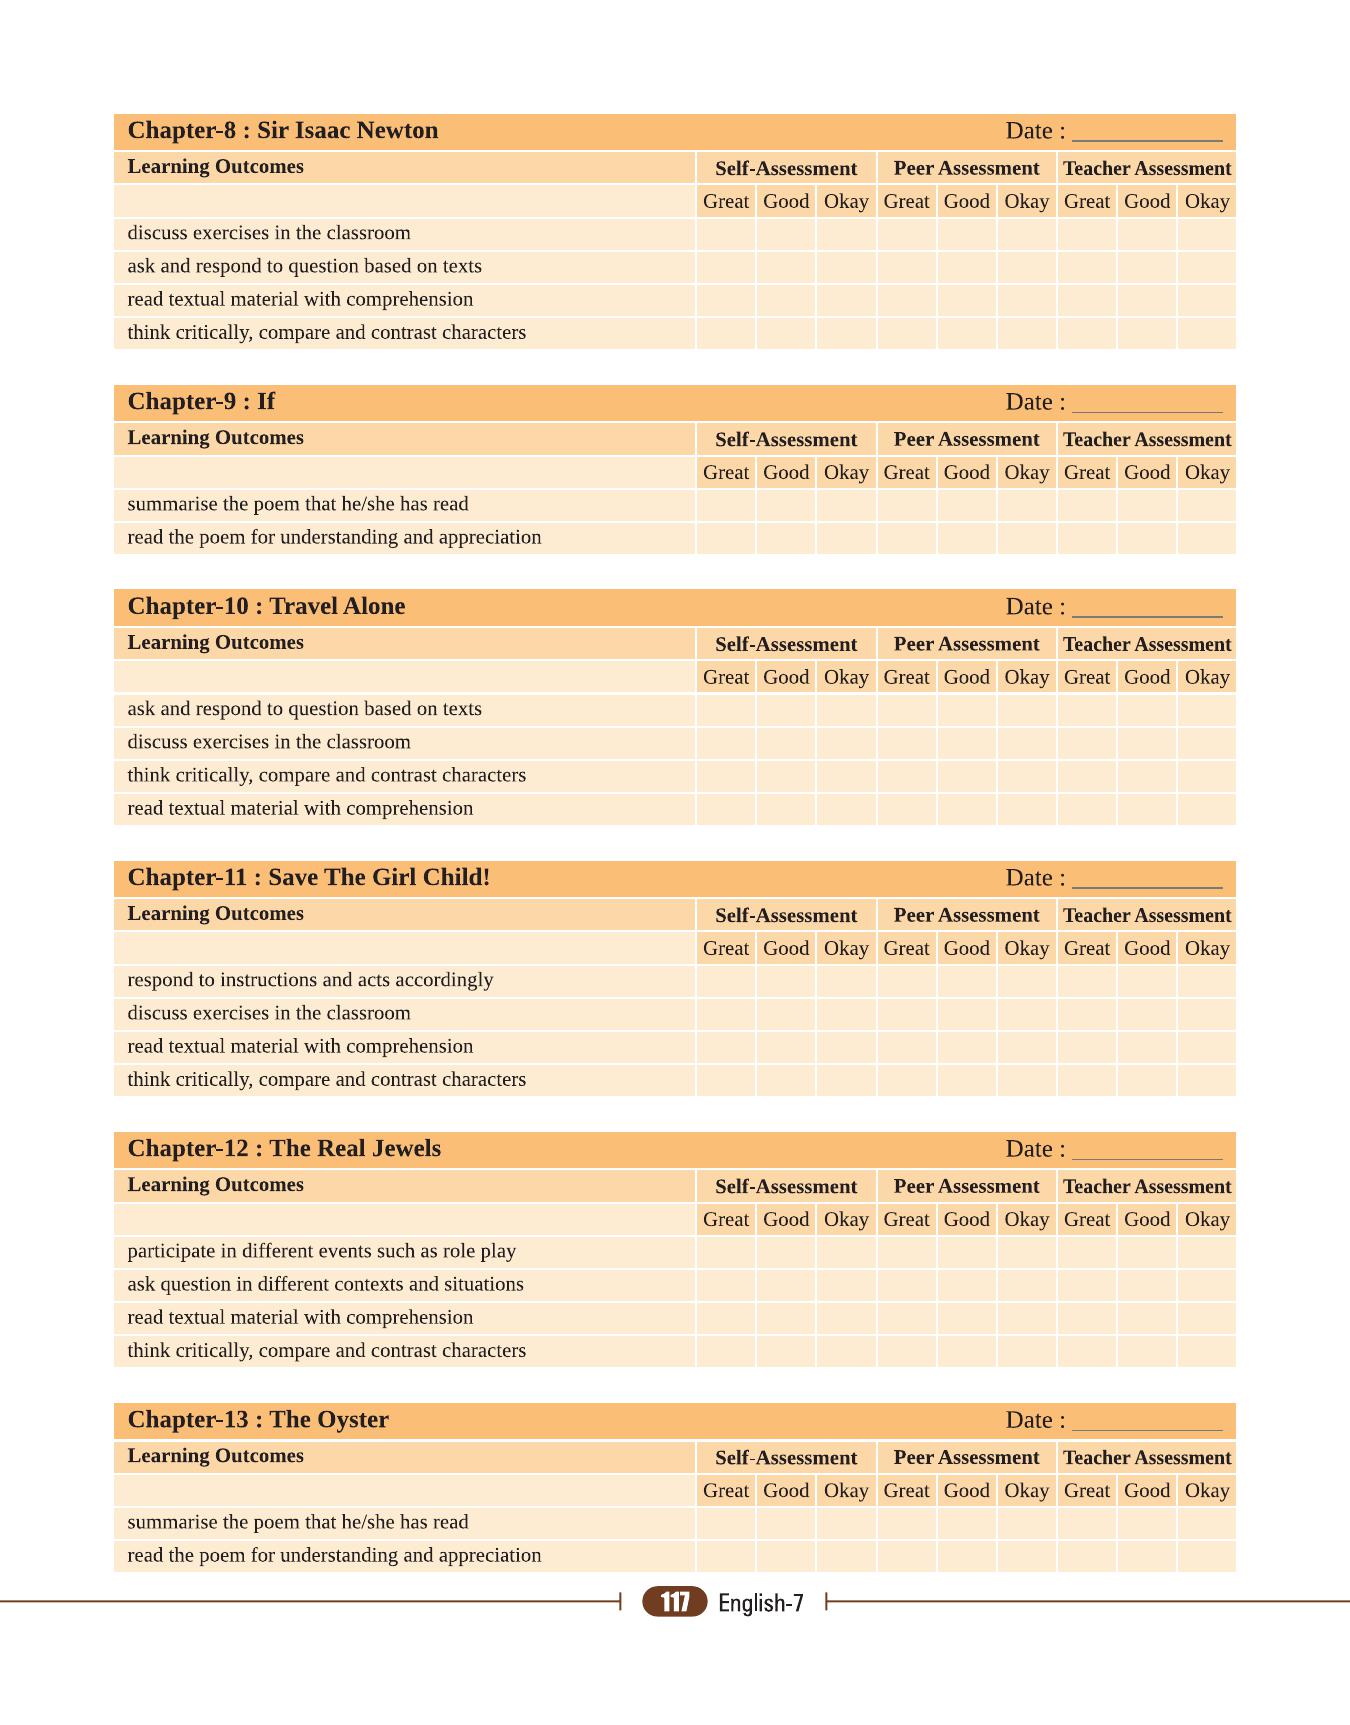 Chapter-8 : Sir Isaac Newton Date : ____________
Learning Outcomes Self-Assessment Peer Assessment Teacher Assessment
Great Good Okay Great Good Okay Great Good Okay
discuss exercises in the classroom
ask and respond to question based on texts
read textual material with comprehension
think critically, compare and contrast characters
Chapter-9 : If Date : ____________
Learning Outcomes Self-Assessment Peer Assessment Teacher Assessment
Great Good Okay Great Good Okay Great Good Okay
summarise the poem that he/she has read
read the poem for understanding and appreciation
Chapter-10 : Travel Alone Date : ____________
Learning Outcomes Self-Assessment Peer Assessment Teacher Assessment
Great Good Okay Great Good Okay Great Good Okay
ask and respond to question based on texts
discuss exercises in the classroom
think critically, compare and contrast characters
read textual material with comprehension
Chapter-11 : Save The Girl Child! Date : ____________
Learning Outcomes Self-Assessment Peer Assessment Teacher Assessment
Great Good Okay Great Good Okay Great Good Okay
respond to instructions and acts accordingly
discuss exercises in the classroom
read textual material with comprehension
think critically, compare and contrast characters
Chapter-12 : The Real Jewels Date : ____________
Learning Outcomes Self-Assessment Peer Assessment Teacher Assessment
Great Good Okay Great Good Okay Great Good Okay
participate in different events such as role play
ask question in different contexts and situations
read textual material with comprehension
think critically, compare and contrast characters
Chapter-13 : The Oyster Date : ____________
Learning Outcomes Self-Assessment Peer Assessment Teacher Assessment
Great Good Okay Great Good Okay Great Good Okay
summarise the poem that he/she has read
read the poem for understanding and appreciation
117 English-7